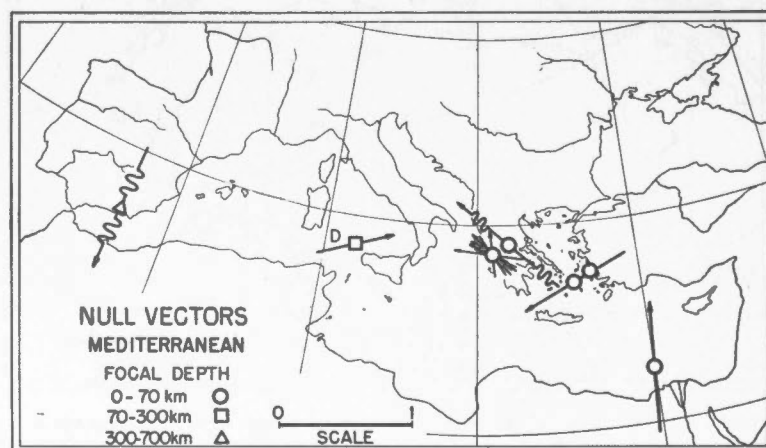 D
NULL VECTORS
MEDITERRANEAN
FOCAL DEPTH
0-70 km
70-300km
300-700km
0 1
SCALE